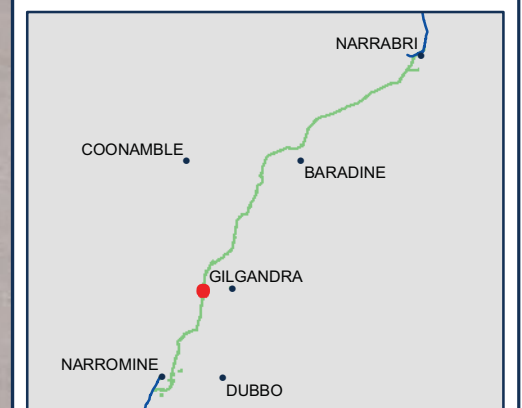 NARRABRI
COONAMBLE
BARADINE
GILGANDRA
NARROMINE
DUBBO